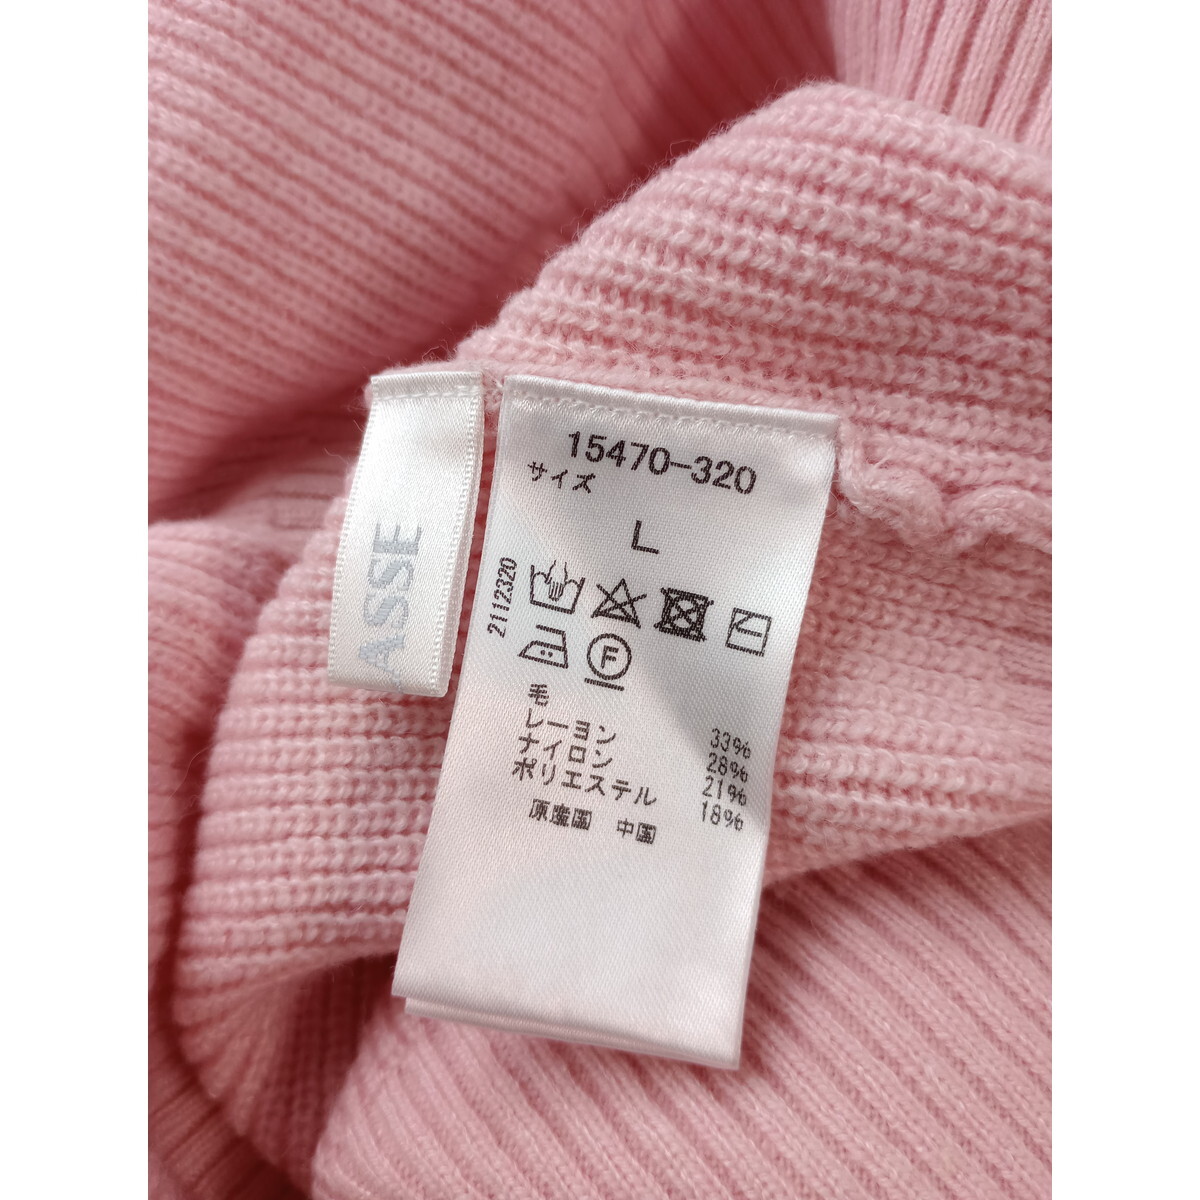 ASSE
15470-320
サイズ
L
2112320
F
毛 33%
レーヨン 28%
ナイロン 21%
ポリエステル 18%
原産国 中国